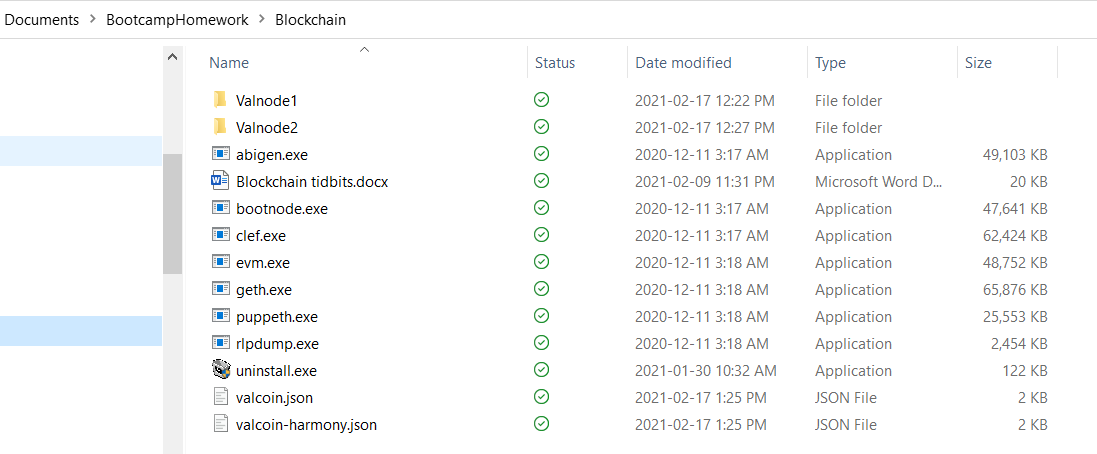 Documents > BootcampHomework > Blockchain
Name Status Date modified Type Size
Valnode1 2021-02-17 12:22 PM File folder
Valnode2 2021-02-17 12:27 PM File folder
abigen.exe 2020-12-11 3:17 AM Application 49,103 KB
Blockchain tidbits.docx 2021-02-09 11:31 PM Microsoft Word D... 20 KB
bootnode.exe 2020-12-11 3:17 AM Application 47,641 KB
clef.exe 2020-12-11 3:17 AM Application 62,424 KB
evm.exe 2020-12-11 3:18 AM Application 48,752 KB
geth.exe 2020-12-11 3:18 AM Application 65,876 KB
puppeth.exe 2020-12-11 3:18 AM Application 25,553 KB
rlpdump.exe 2020-12-11 3:18 AM Application 2,454 KB
uninstall.exe 2021-01-30 10:32 AM Application 122 KB
valcoin.json 2021-02-17 1:25 PM JSON File 2 KB
valcoin-harmony.json 2021-02-17 1:25 PM JSON File 2 KB